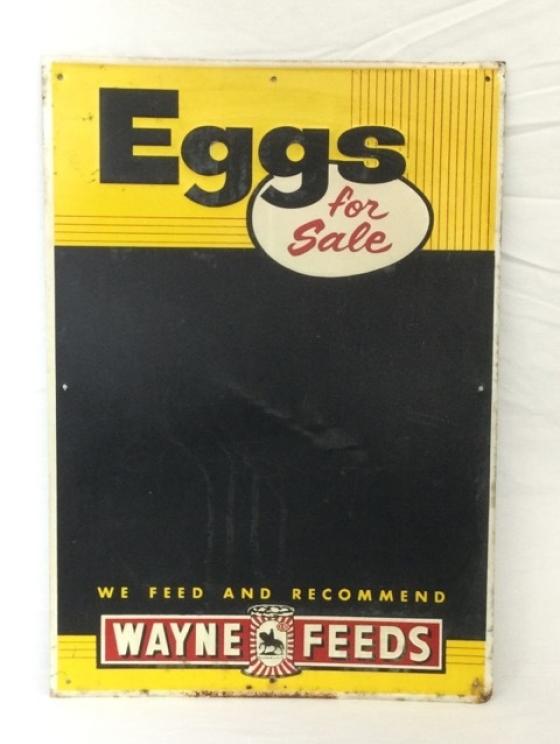 Eggs
for
Sale
WE FEED AND RECOMMEND
WAYNE FEEDS